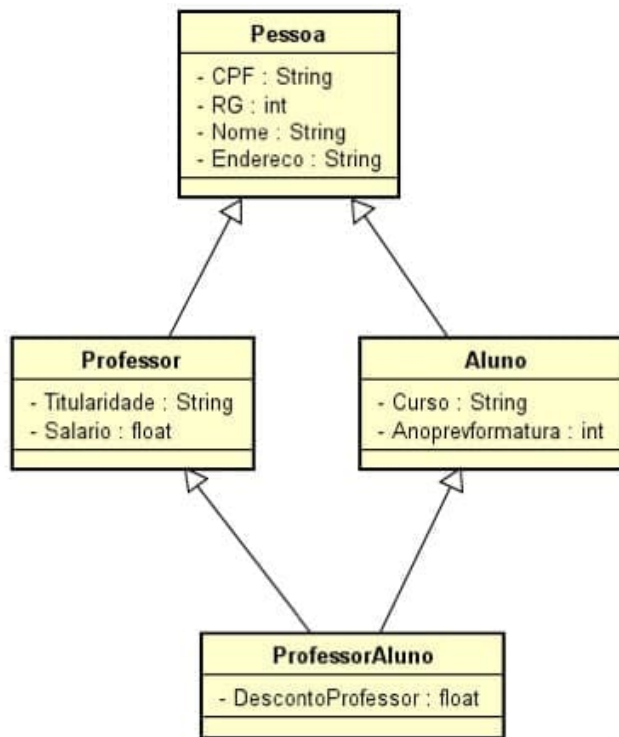 Pessoa
- CPF : String
- RG : int
- Nome : String
- Endereco : String
Professor
- Titularidade : String
- Salario : float
Aluno
- Curso : String
- Anoprevformatura : int
ProfessorAluno
- DescontoProfessor : float